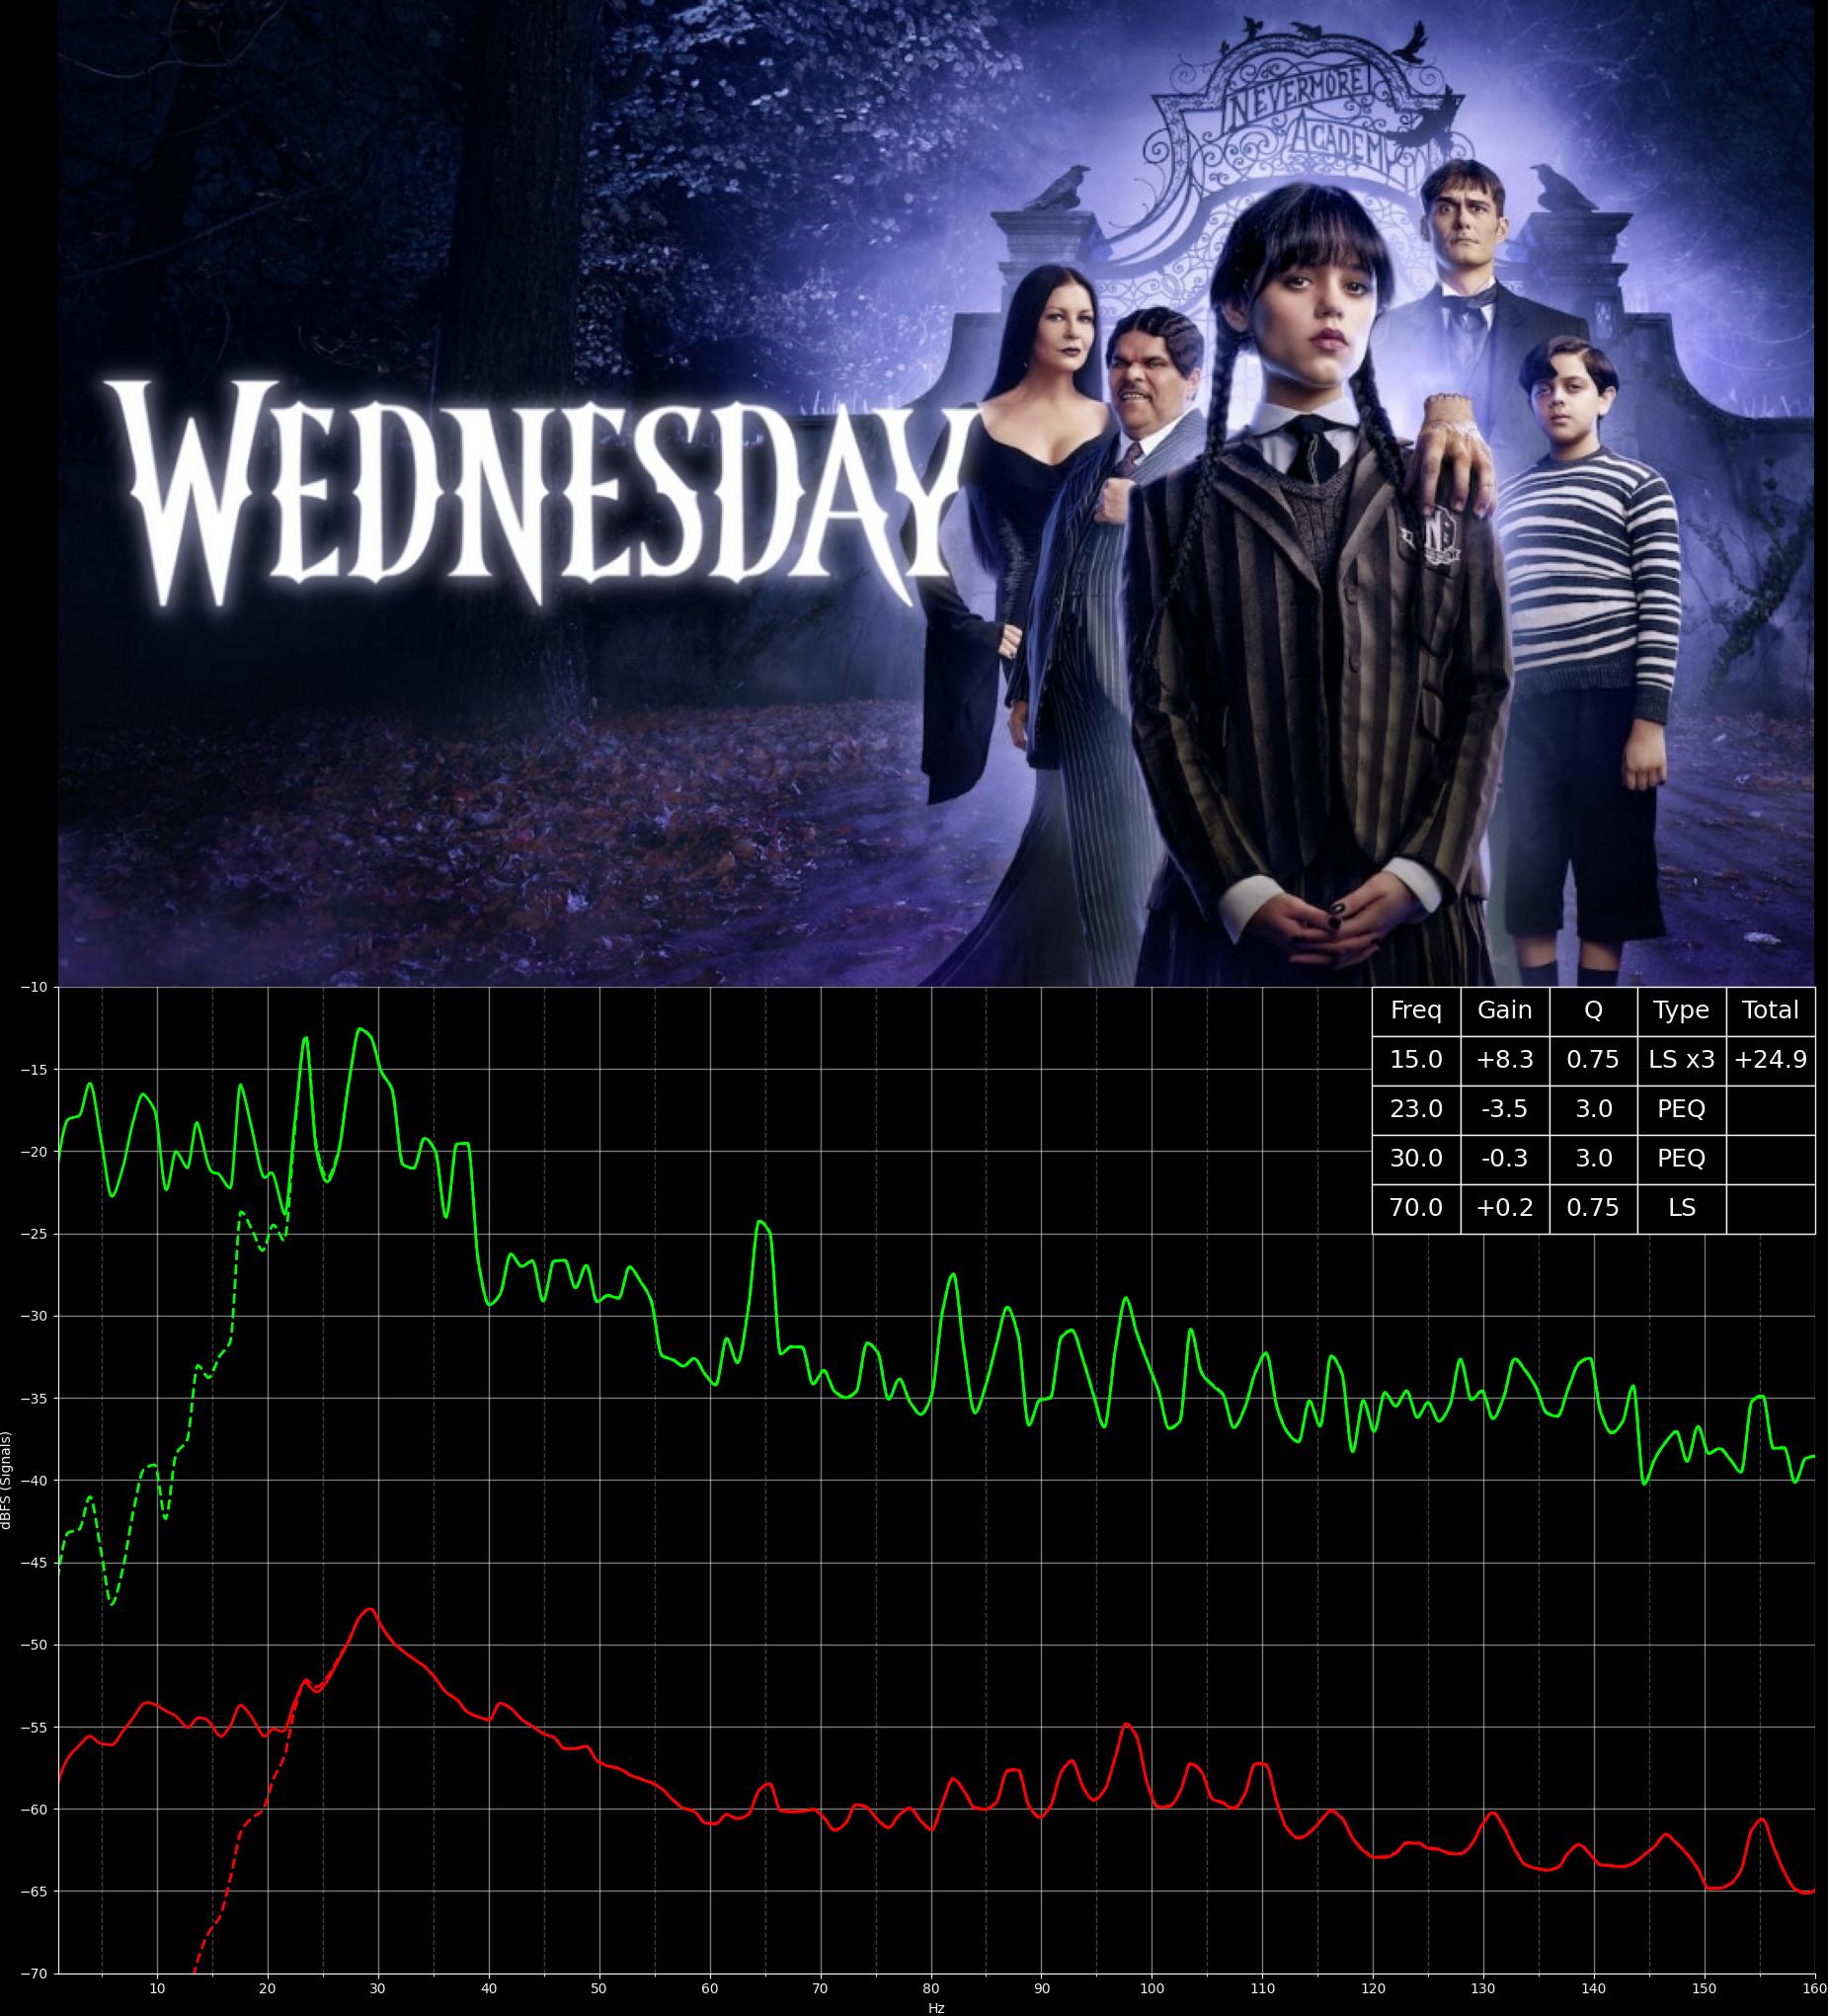 NEVERMORE
ACADEMY
WEDNESDAY
N
Freq Gain Q Type Total
15.0 +8.3 0.75 LS x3 +24.9
23.0 -3.5 3.0 PEQ
30.0 -0.3 3.0 PEQ
70.0 +0.2 0.75 LS
−10
−15
−20
−25
−30
−35
−40
−45
−50
−55
−60
−65
−70
dBFS (Signals)
10 20 30 40 50 60 70 80 90 100 110 120 130 140 150 160
Hz